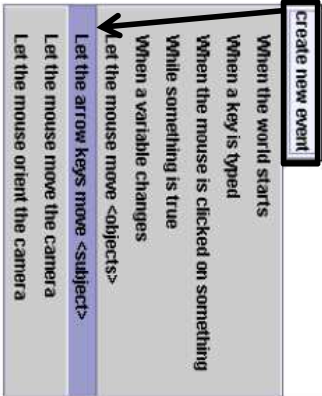 create new event
When the world starts
When a key is typed
When the mouse is clicked on something
While something is true
When a variable changes
Let the mouse move <objects>
Let the arrow keys move <subject>
Let the mouse move the camera
Let the mouse orient the camera